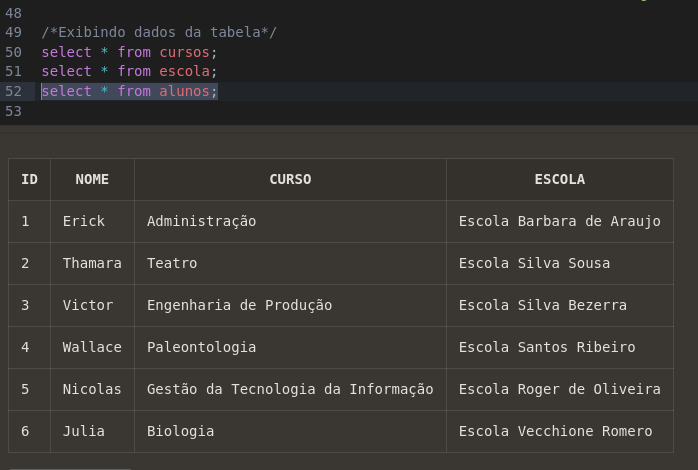 48
49 /*Exibindo dados da tabela*/
50 select * from cursos;
51 select * from escola;
52 select * from alunos;
53
ID NOME CURSO ESCOLA
1 Erick Administração Escola Barbara de Araujo
2 Thamara Teatro Escola Silva Sousa
3 Victor Engenharia de Produção Escola Silva Bezerra
4 Wallace Paleontologia Escola Santos Ribeiro
5 Nicolas Gestão da Tecnologia da Informação Escola Roger de Oliveira
6 Julia Biologia Escola Vecchione Romero